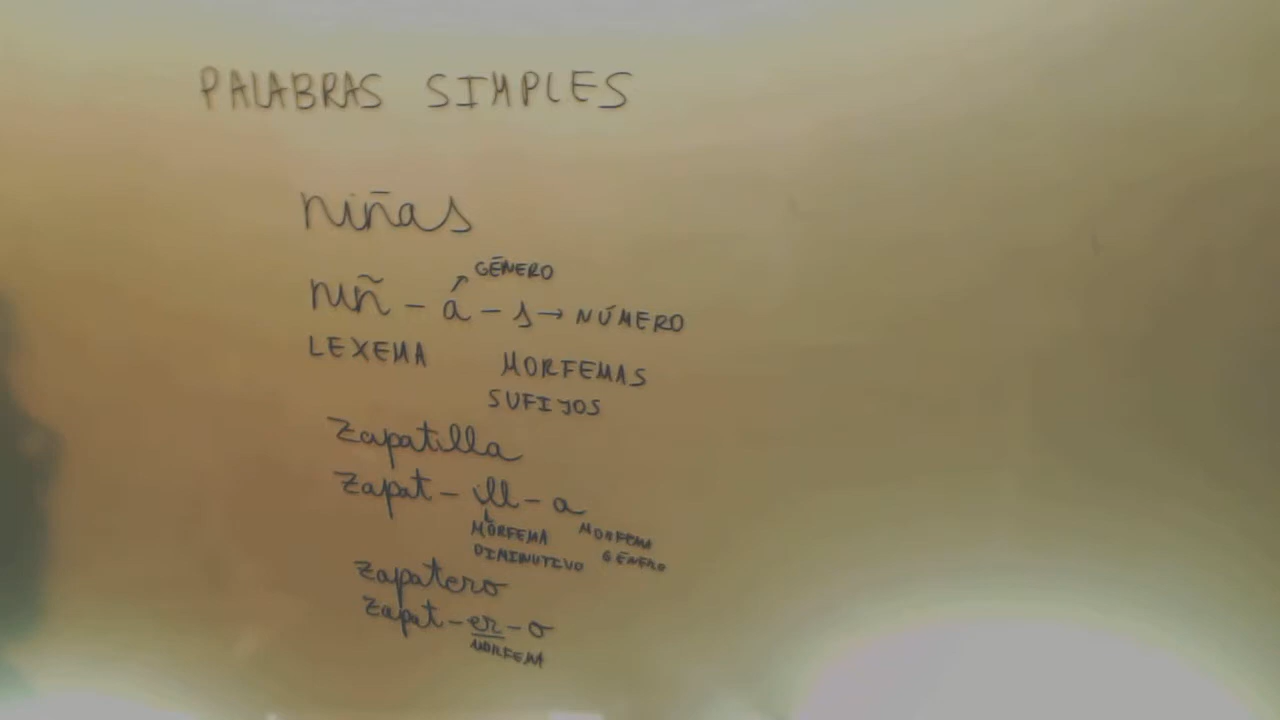 PALABRAS SIMPLES
niñas
GÉNERO
niñ - a - s → NÚMERO
LEXEMA MORFEMAS
SUFIJOS
Zapatilla
Zapat - ill - a
MORFEMA MORFEMA
DIMINUTIVO GÉNERO
Zapatero
Zapat - er - o
MORFEMA